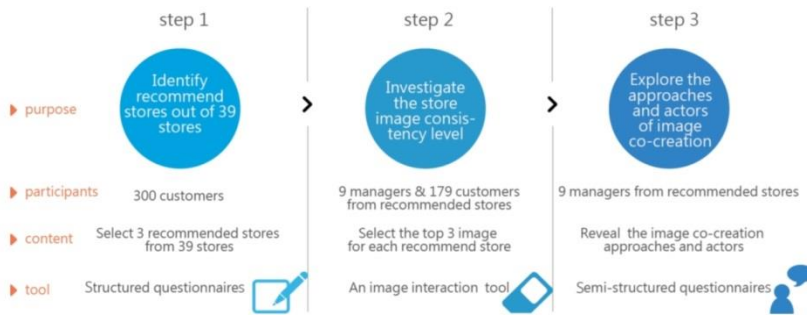 step 1
step 2
step 3
purpose
Identify
recommend
stores out of 39
stores
Investigate
the store
image consis-
tency level
Explore the
approaches
and actors
of image
co-creation
participants
300 customers
9 managers & 179 customers
from recommended stores
9 managers from recommended stores
content
Select 3 recommended stores
from 39 stores
Select the top 3 image
for each recommend store
Reveal the image co-creation
approaches and actors
tool
Structured questionnaires
An image interaction tool
Semi-structured questionaires